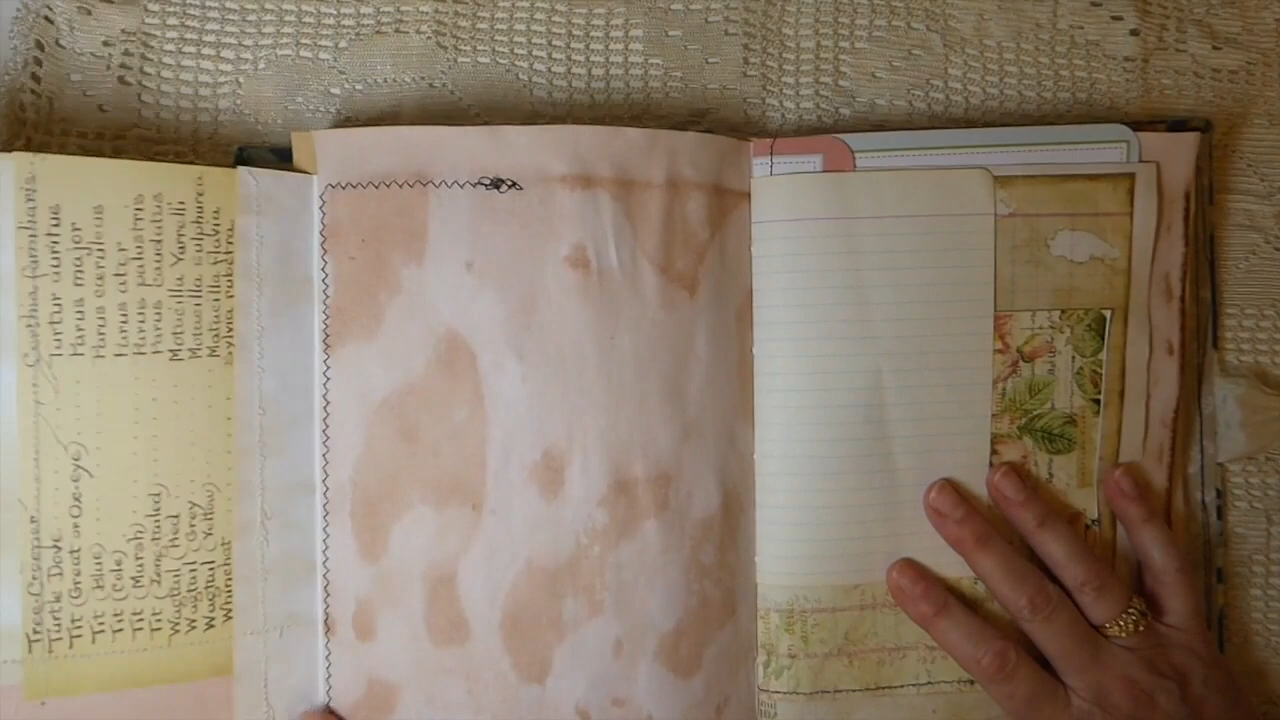 Tree-Creeper Certhia familiaris
Turtle Dove Turtur auritus
Tit (Great or Ox-eye) Parus major
Tit (Blue) Parus cœruleus
Tit (Cole) Parus ater
Tit (Marsh) Parus palustris
Tit (Long-tailed) Parus caudatus
Wagtail (Pied) Motacilla Yarrelli
Wagtail (Grey) Motacilla sulphurea
Wagtail (Yellow) Motacilla flavia
Whinchat Sylvia rubetra